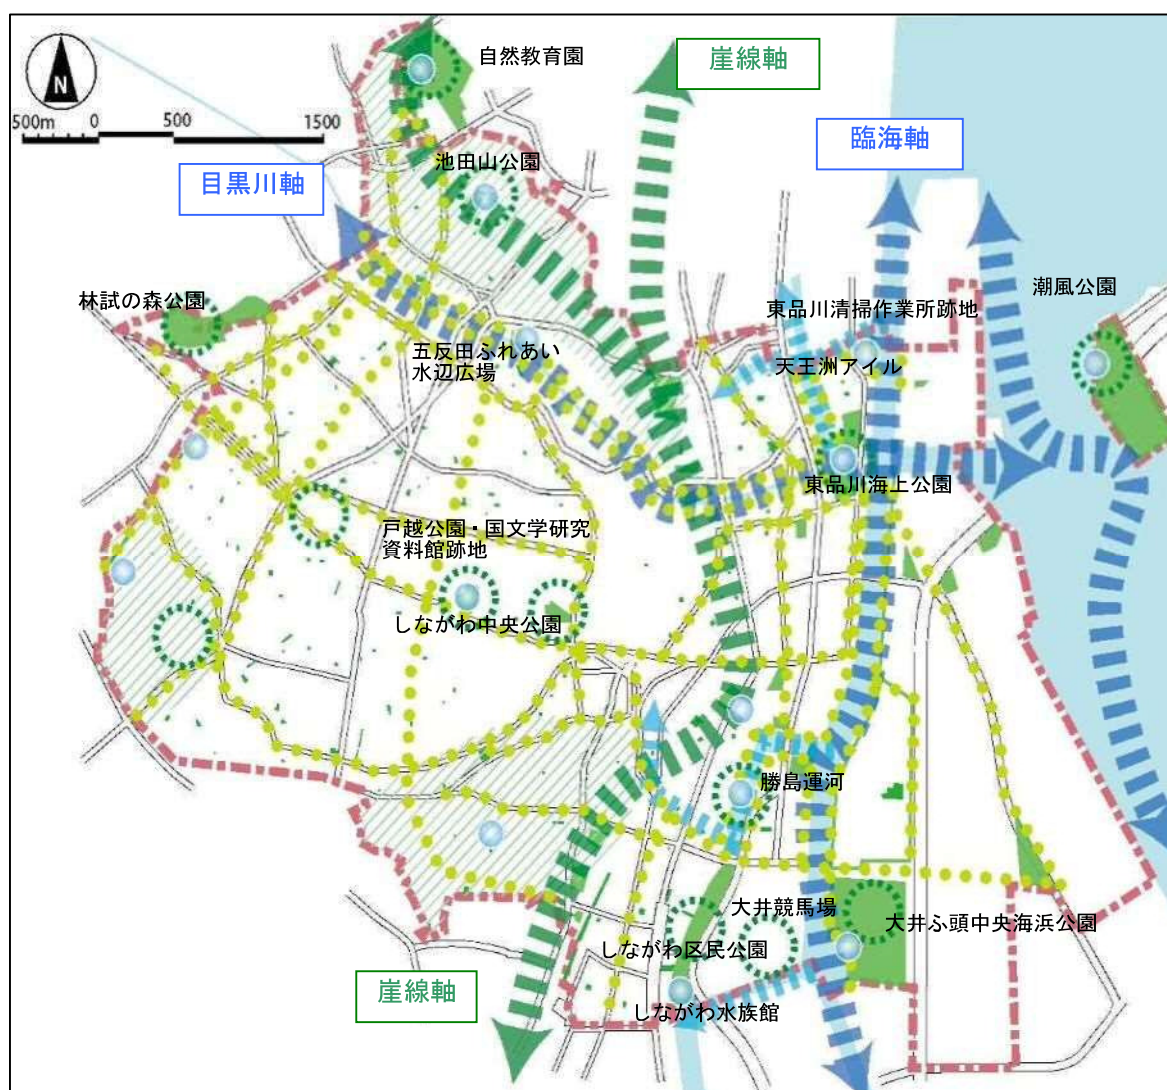 自然教育園
崖線軸
N
500m 0 500 1500
臨海軸
池田山公園
目黒川軸
林試の森公園
潮風公園
東品川清掃作業所跡地
五反田ふれあい
水辺広場
天王洲アイル
東品川海上公園
戸越公園・国文学研究
資料館跡地
しながわ中央公園
勝島運河
大井競馬場
大井ふ頭中央海浜公園
しながわ区民公園
崖線軸
しながわ水族館